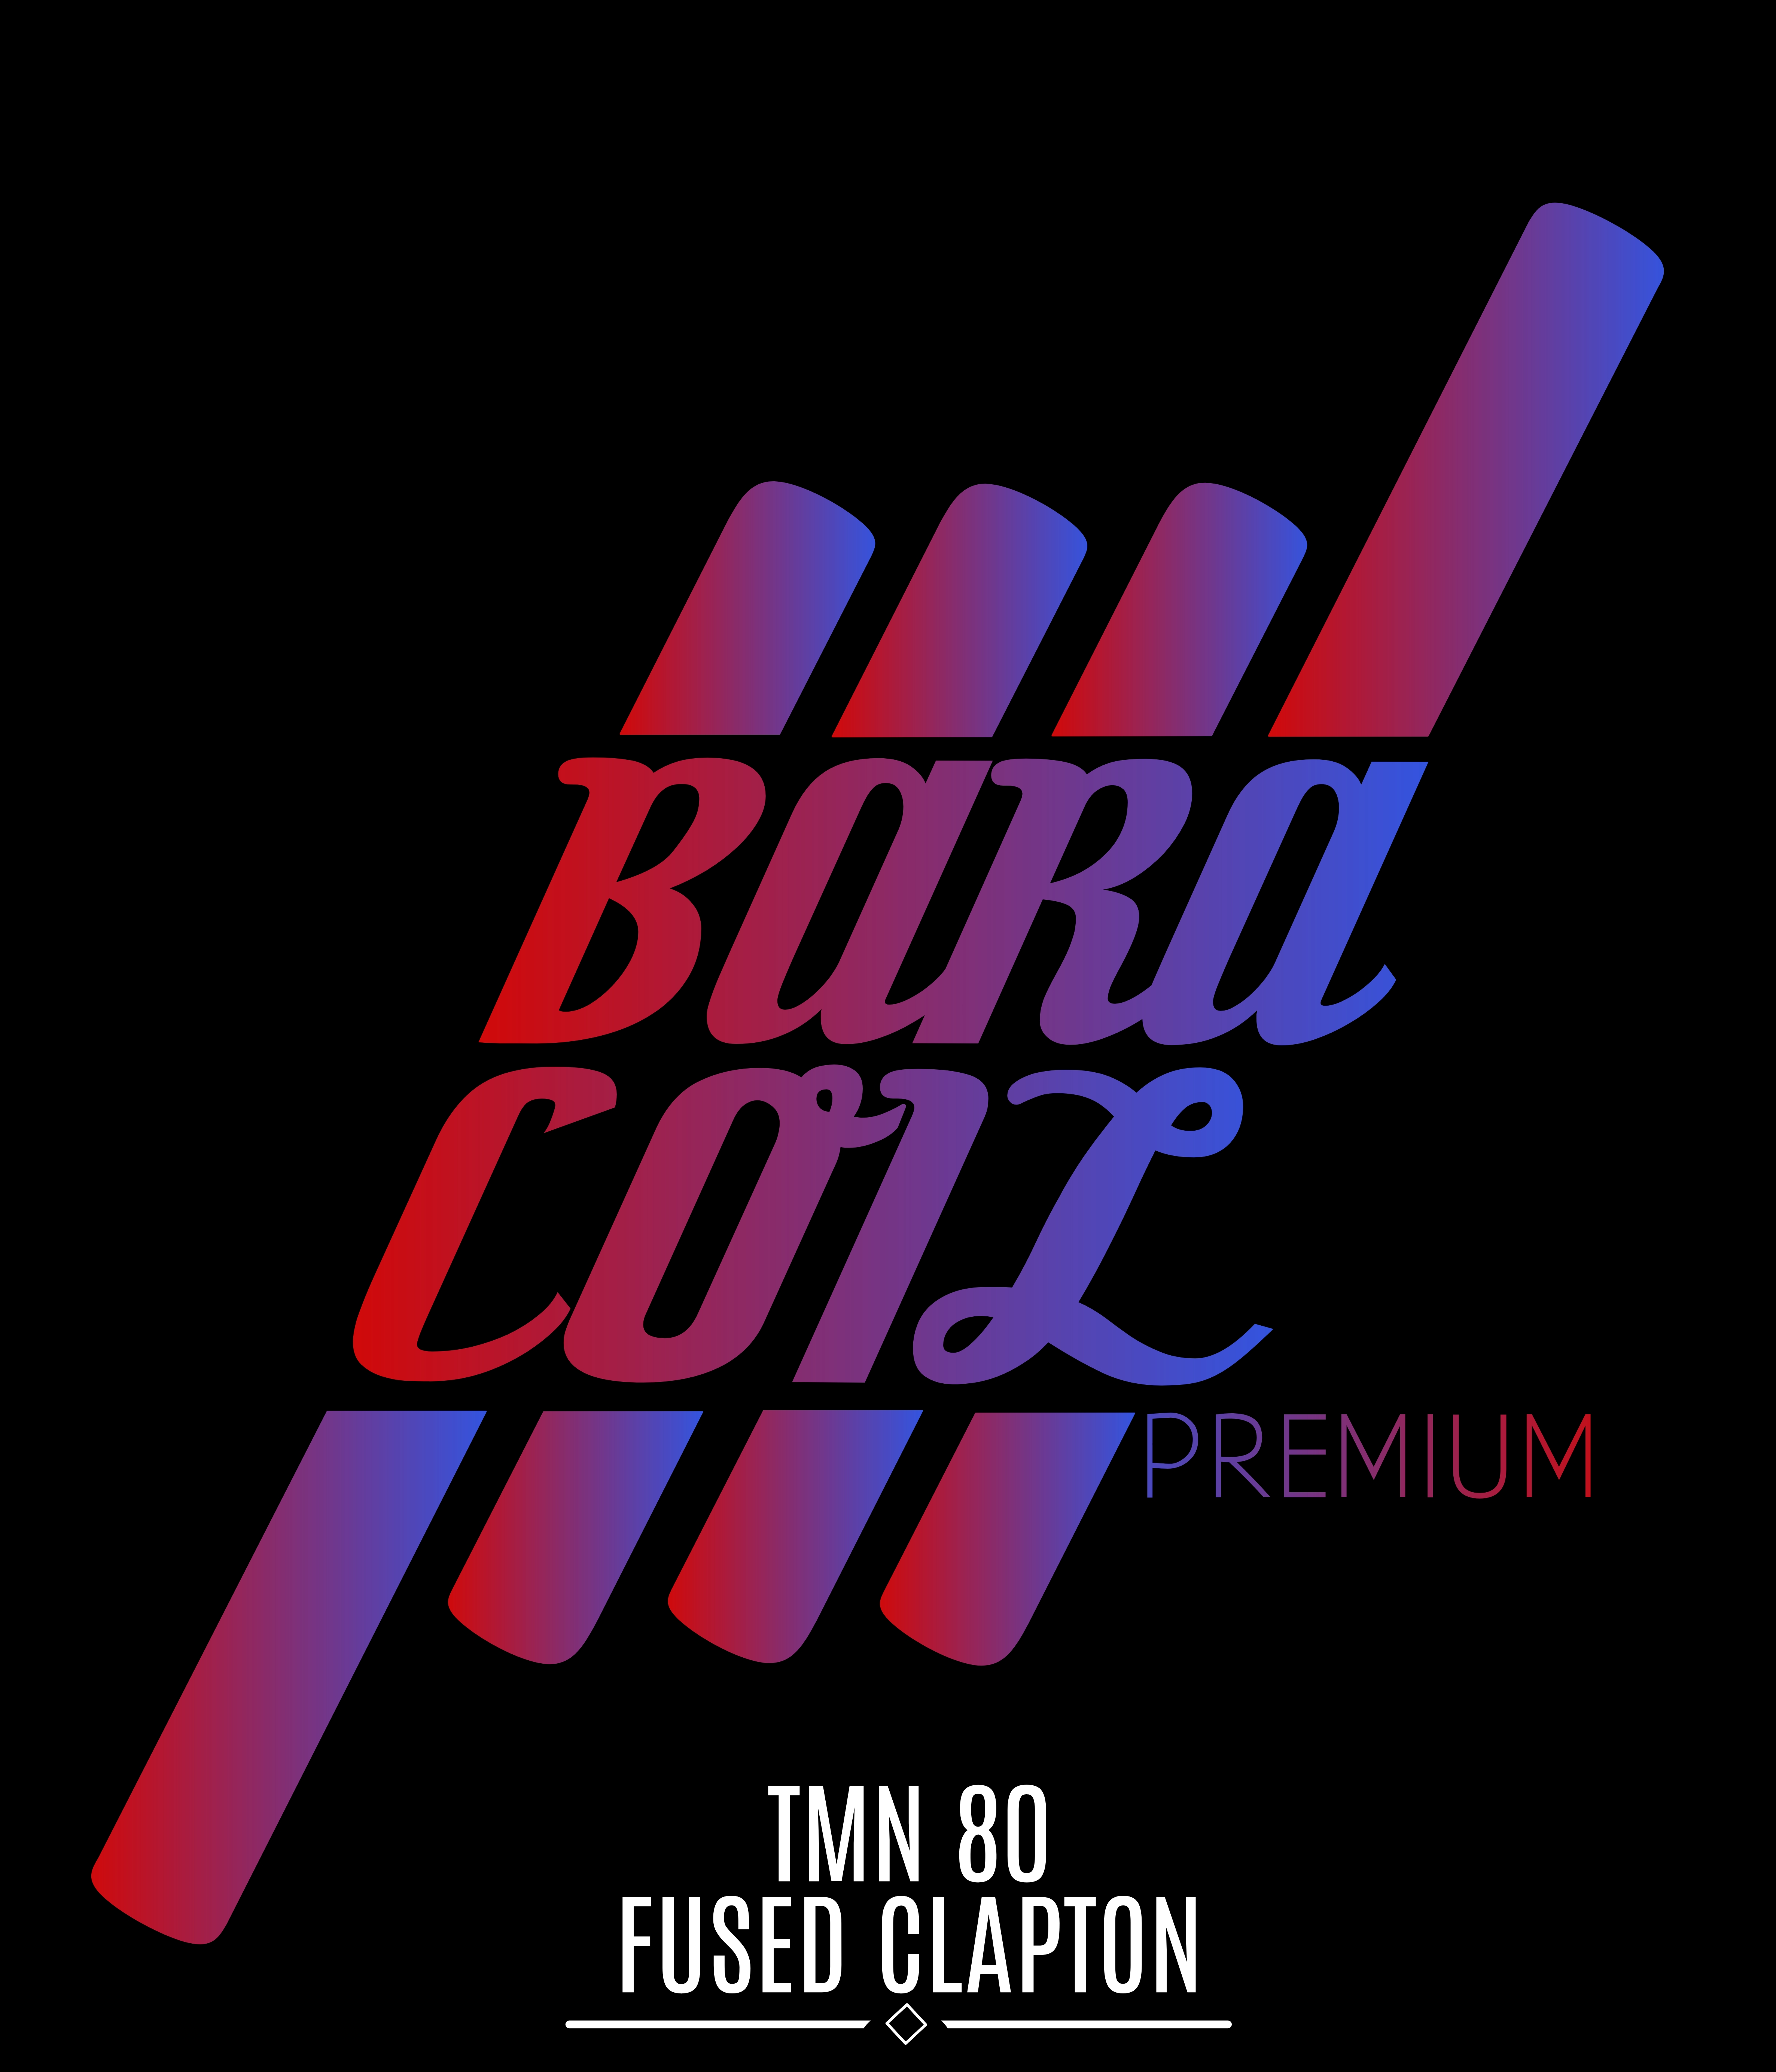 BARA
COIL
PREMIUM
TMN 80
FUSED CLAPTON